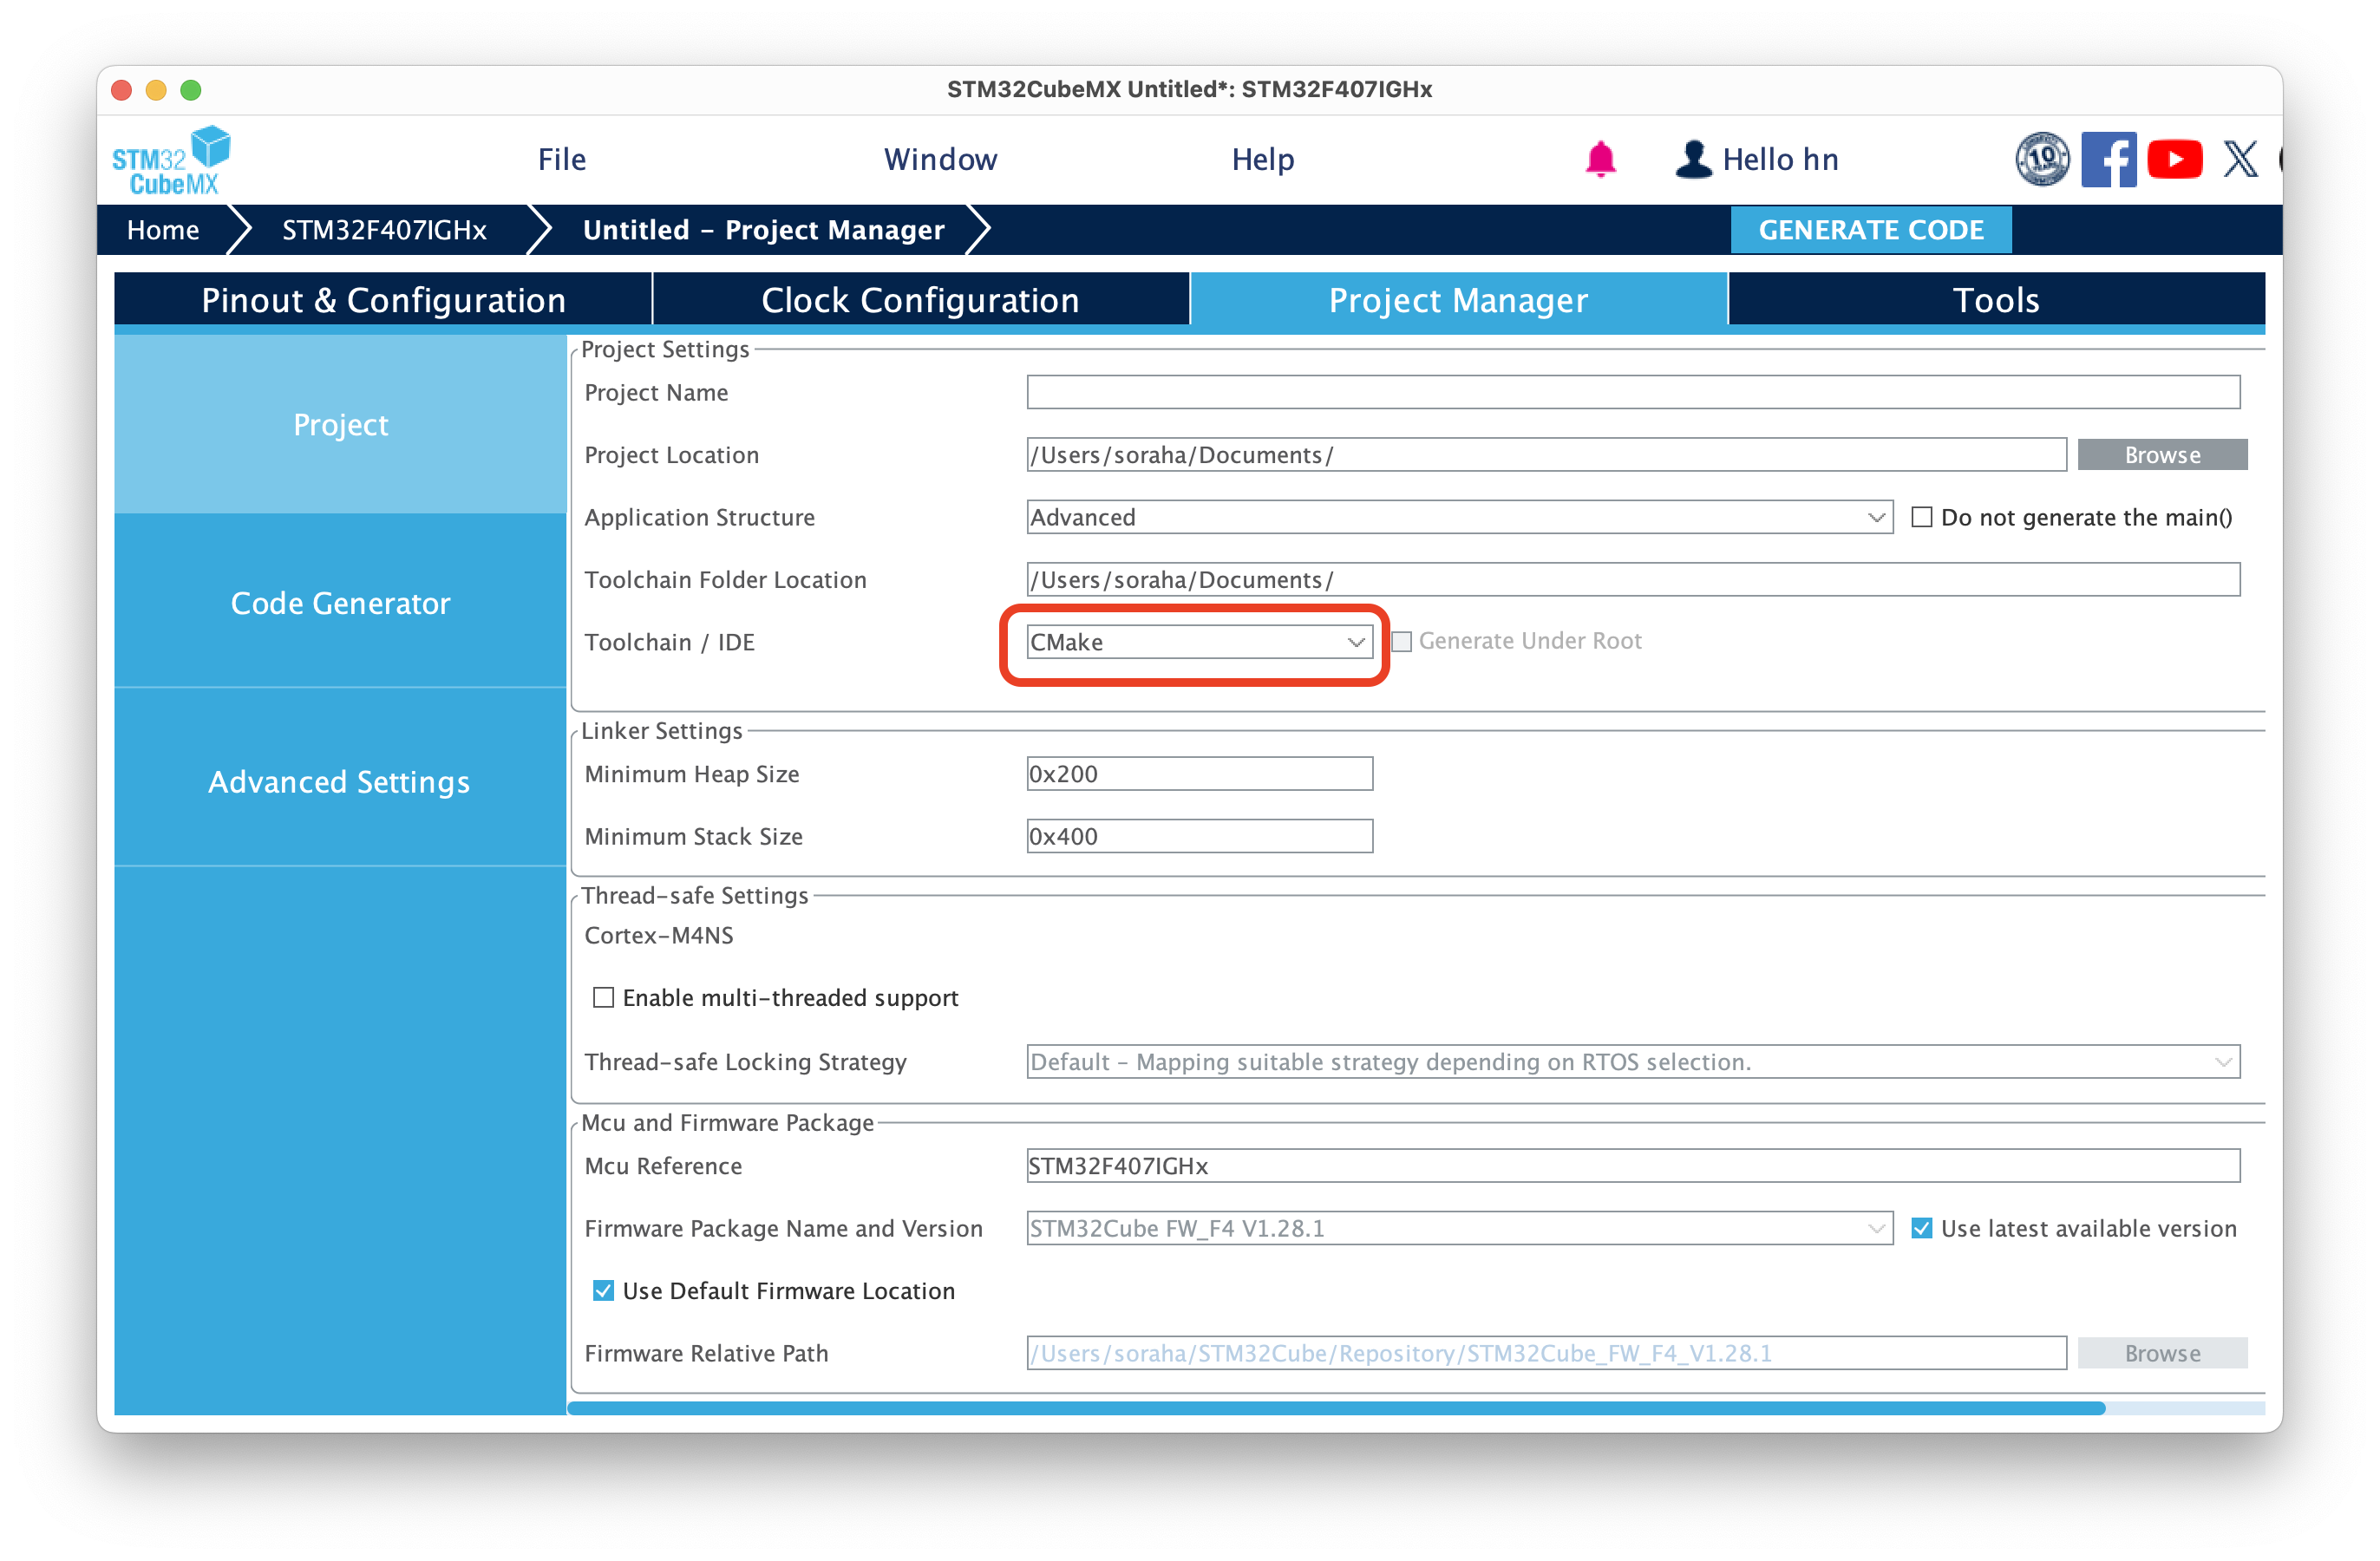 STM32CubeMX Untitled*: STM32F407IGHx
STM32 CubeMX
File Window Help Hello hn
10 YEARS
Home STM32F407IGHx Untitled – Project Manager GENERATE CODE
Pinout & Configuration Clock Configuration Project Manager Tools
Project
Code Generator
Advanced Settings
Project Settings
Project Name
Project Location /Users/soraha/Documents/ Browse
Application Structure Advanced Do not generate the main()
Toolchain Folder Location /Users/soraha/Documents/
Toolchain / IDE CMake Generate Under Root
Linker Settings
Minimum Heap Size 0x200
Minimum Stack Size 0x400
Thread-safe Settings
Cortex-M4NS
Enable multi-threaded support
Thread-safe Locking Strategy Default – Mapping suitable strategy depending on RTOS selection.
Mcu and Firmware Package
Mcu Reference STM32F407IGHx
Firmware Package Name and Version STM32Cube FW_F4 V1.28.1 Use latest available version
Use Default Firmware Location
Firmware Relative Path /Users/soraha/STM32Cube/Repository/STM32Cube_FW_F4_V1.28.1 Browse